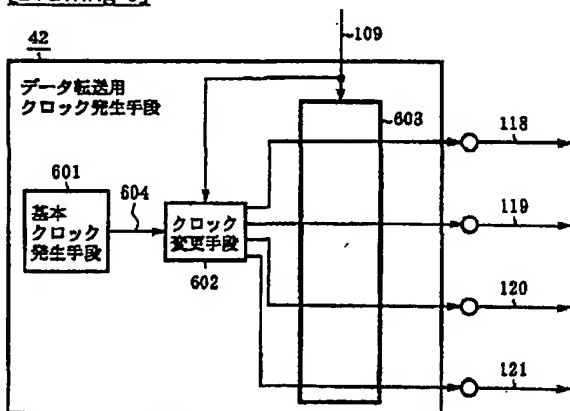 42
109
データ転送用
クロック発生手段
603
118
601
604
基本
クロック
発生手段
クロック
変更手段
602
119
120
121